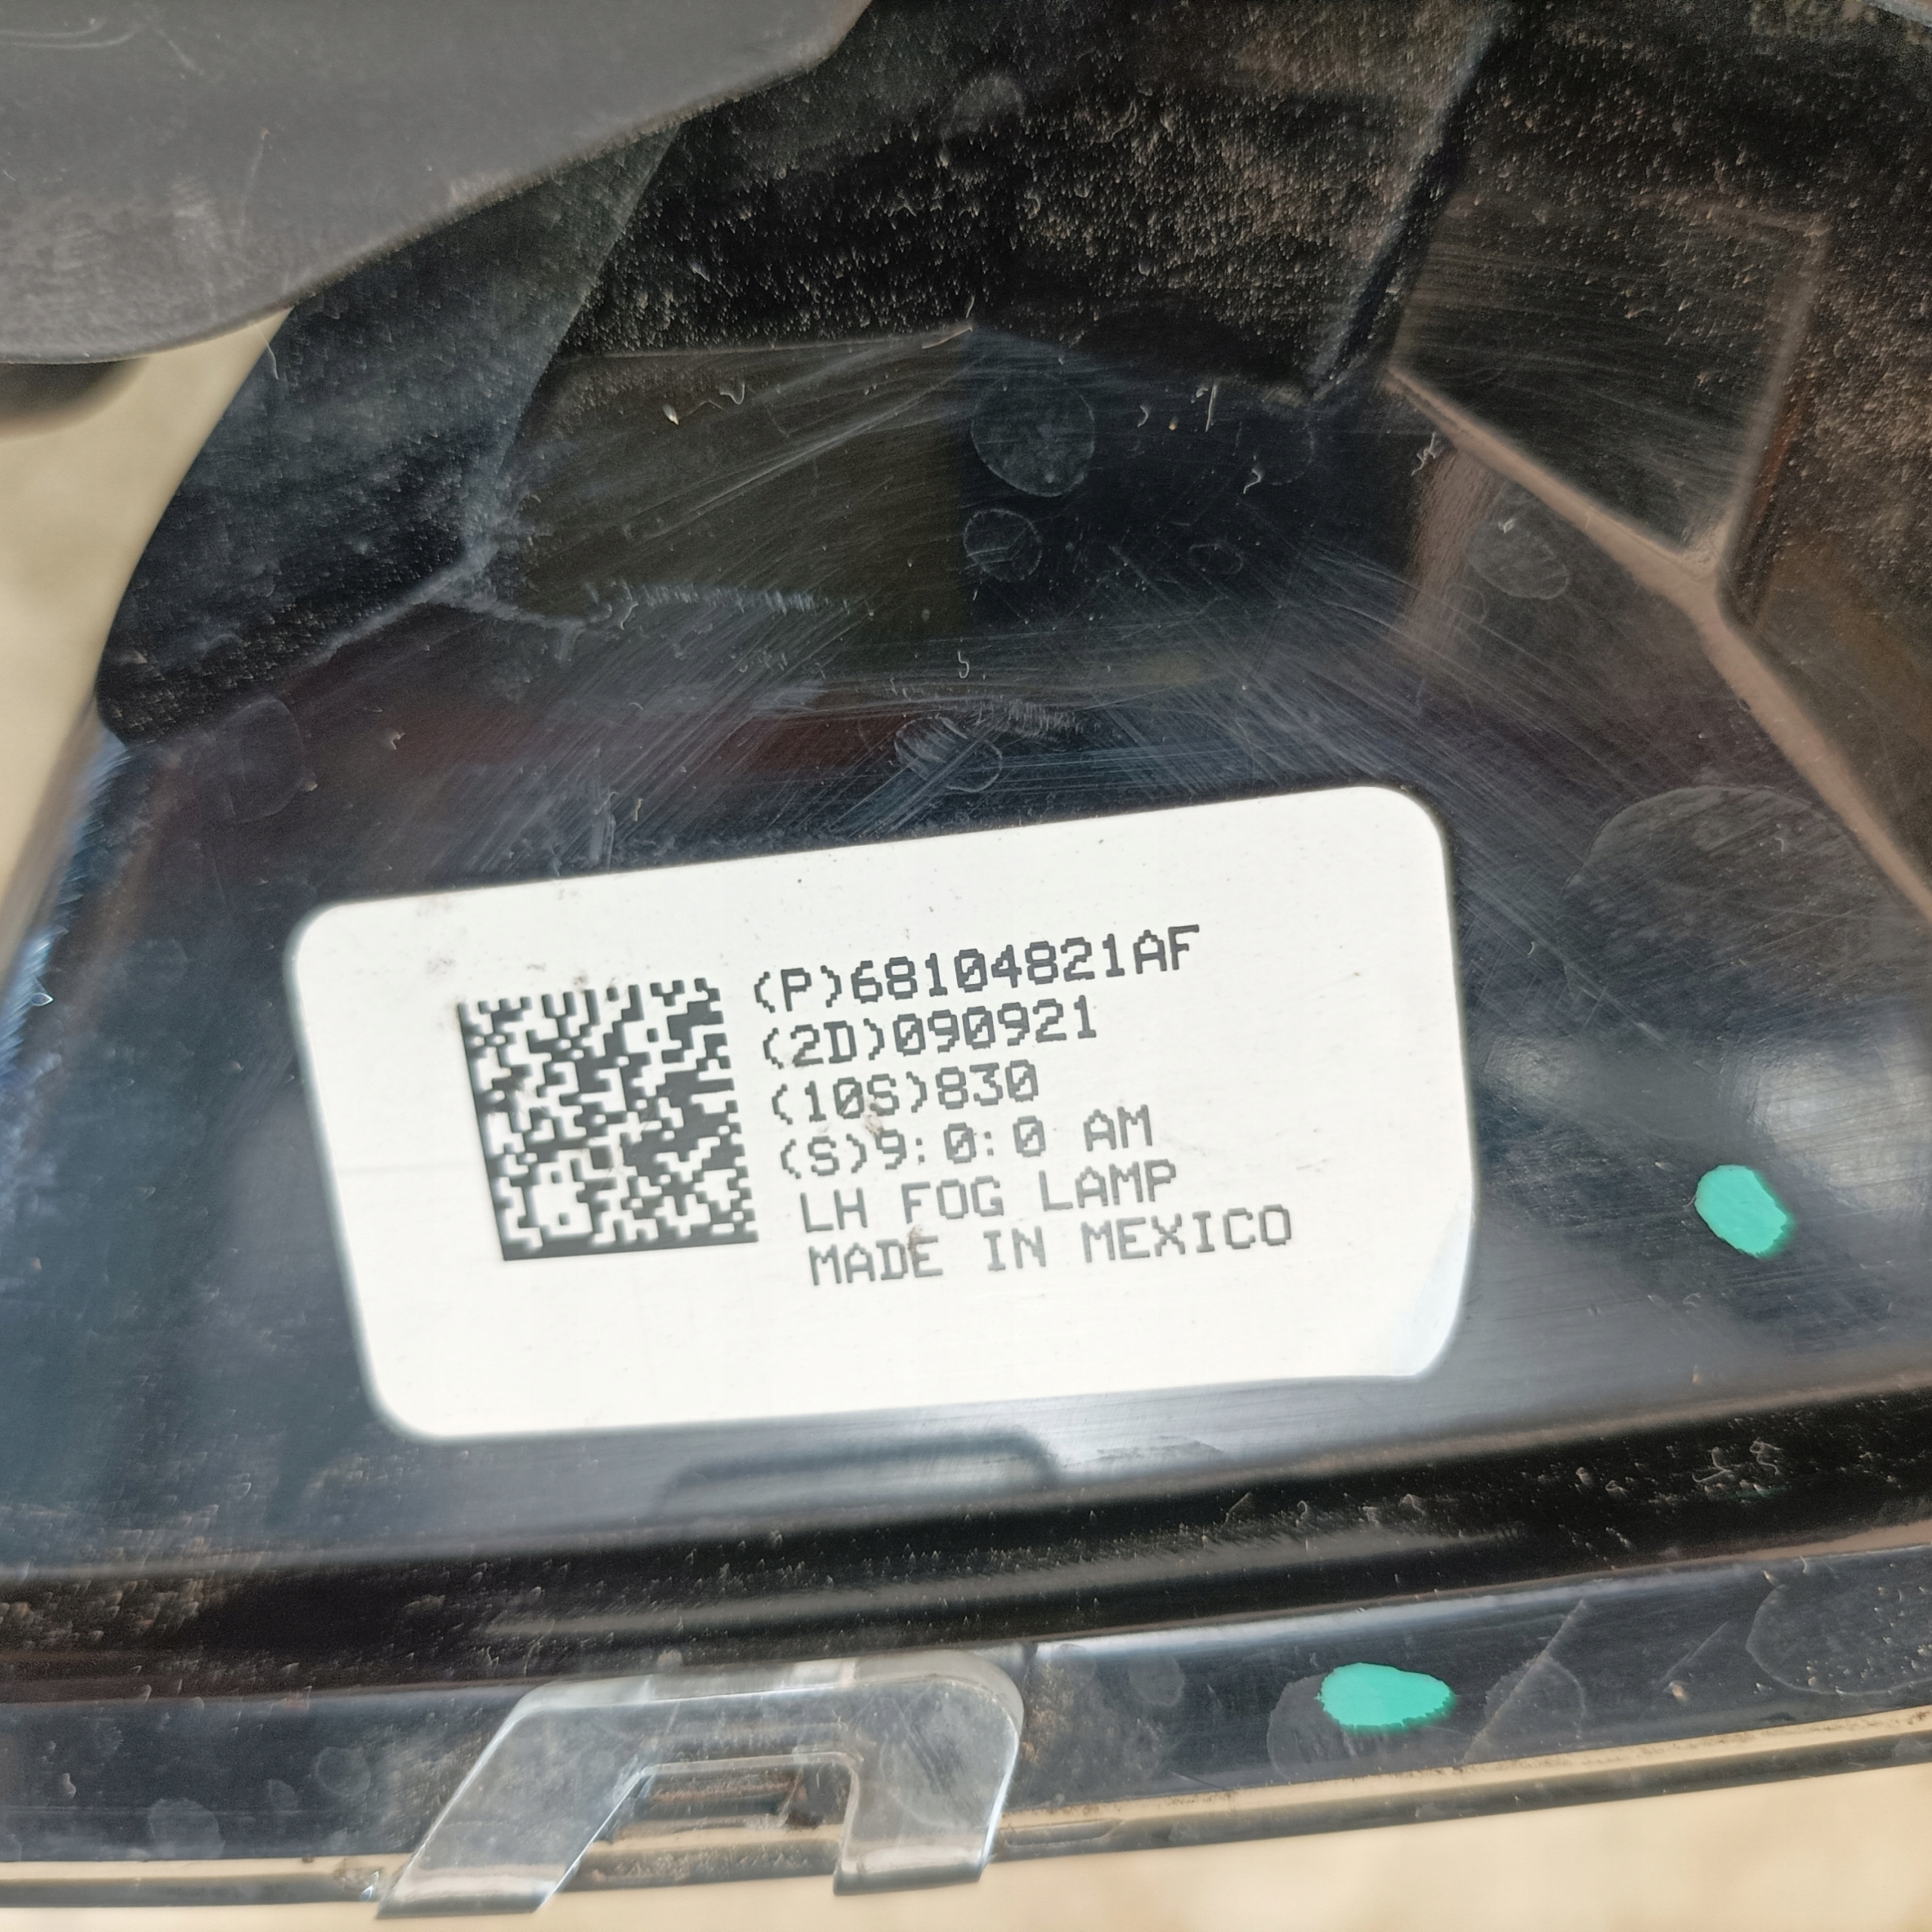 (P)68104821AF
(2D)090921
(10S)830
(S)9:0:0 AM
LH FOG LAMP
MADE IN MEXICO